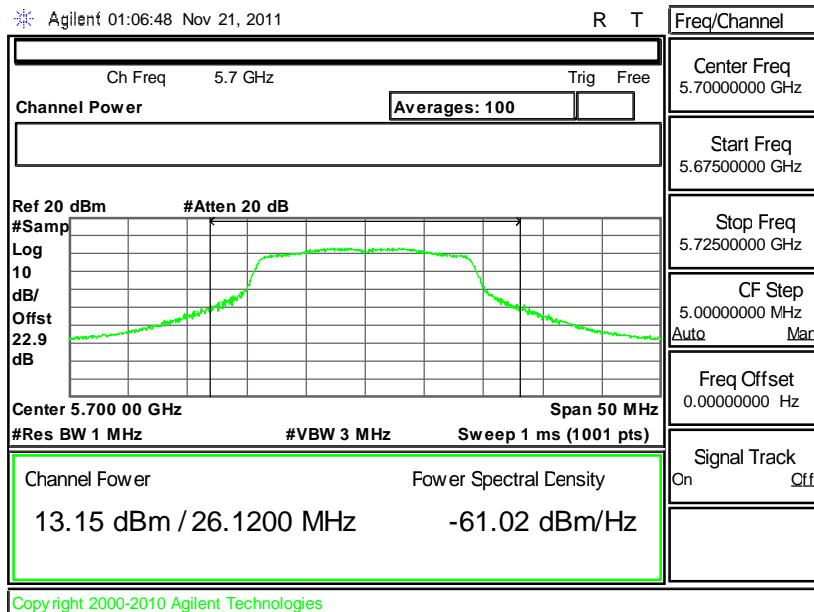 Agilent 01:06:48 Nov 21, 2011 R T
Freq/Channel
Ch Freq 5.7 GHz Trig Free
Channel Power Averages: 100
Ref 20 dBm #Atten 20 dB
#Samp
Log
10
dB/
Offst
22.9
dB
Center 5.700 00 GHz Span 50 MHz
#Res BW 1 MHz #VBW 3 MHz Sweep 1 ms (1001 pts)
Channel Fower Fower Spectral Density
13.15 dBm / 26.1200 MHz -61.02 dBm/Hz
Center Freq
5.70000000 GHz
Start Freq
5.67500000 GHz
Stop Freq
5.72500000 GHz
CF Step
5.00000000 MHz
Auto Man
Freq Offset
0.00000000 Hz
Signal Track
On Off
Copyright 2000-2010 Agilent Technologies